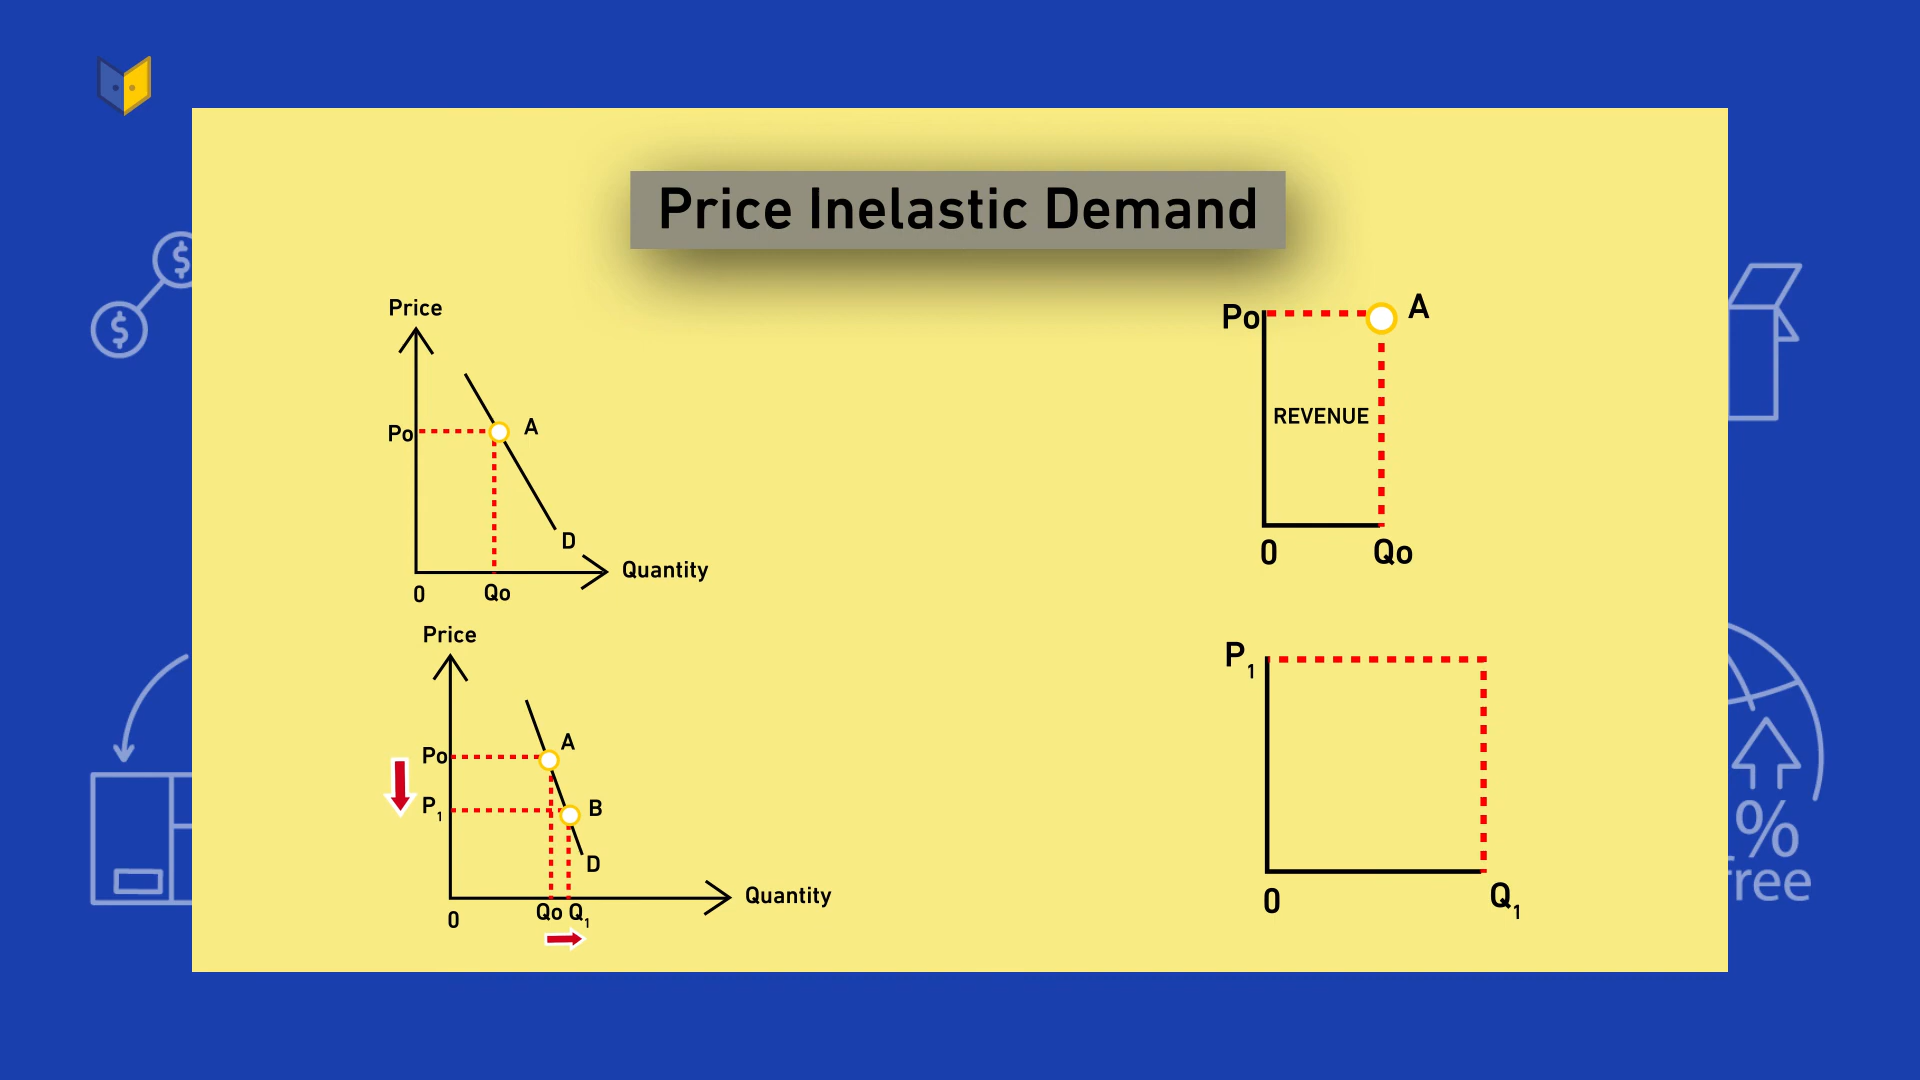 Price Inelastic Demand
Price
Po
A
D
Quantity
0
Qo
Po
A
REVENUE
0
Qo
Price
Po
A
P1
B
D
Quantity
0
Qo Q1
P1
0
Q1
$
$
%
free